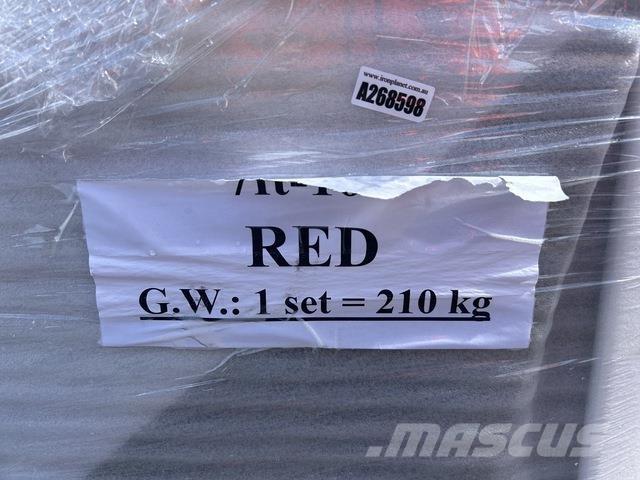 www.ironplanet.com.au
A268598
RED
G.W.: 1 set = 210 kg
MASCUS